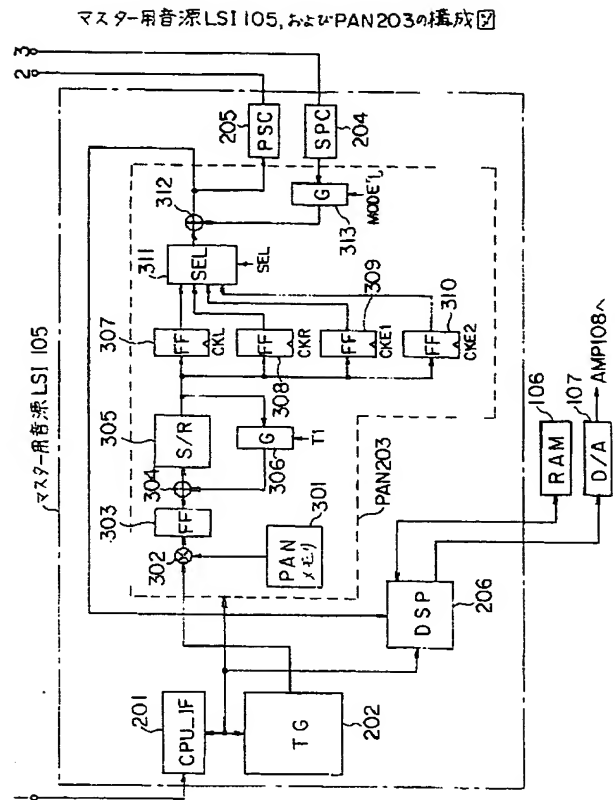 マスター用音源LSI 105, およびPAN203の構成図
マスター用音源LSI 105
1
2
3
205
PSC
204
SPC
312
G
313
MODE'L
311
SEL
SEL
307
FF
CKL
FF
CKR
308
309
FF
CKE1
310
FF
CKE2
305
S/R
304
G
306
T1
303
FF
302
301
PAN
メモリ
PAN203
201
CPU_IF
202
TG
DSP
206
106
RAM
107
D/A
AMP108へ